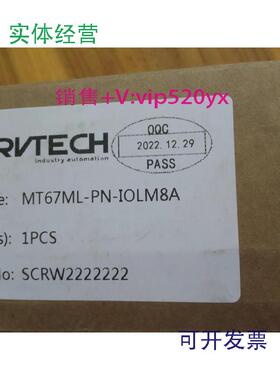 实体经营
销售+V:vip520yx
RVTECH
industry automation
OQC
2022.12.29
PASS
e: MT67ML-PN-IOLM8A
s): 1PCS
lo: SCRW2222222
可开发票